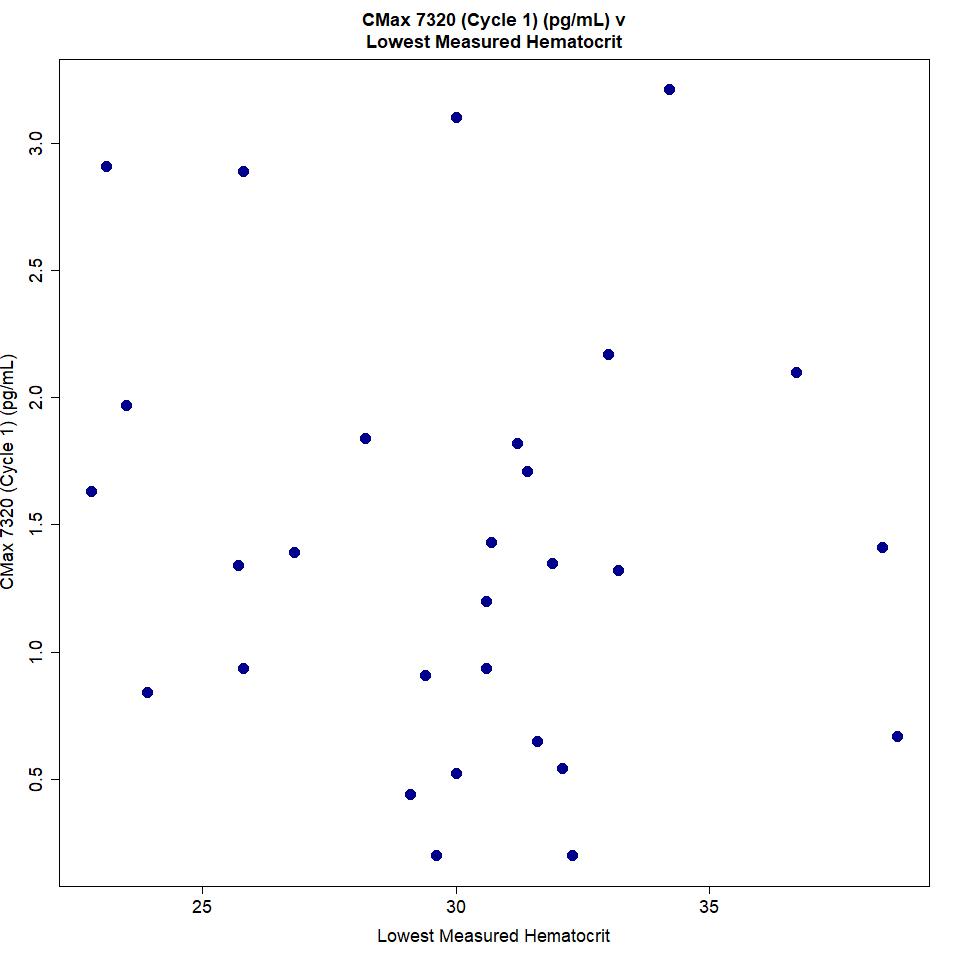 CMax 7320 (Cycle 1) (pg/mL) v
Lowest Measured Hematocrit
CMax 7320 (Cycle 1) (pg/mL)
3.0
2.5
2.0
1.5
1.0
0.5
25 30 35
Lowest Measured Hematocrit